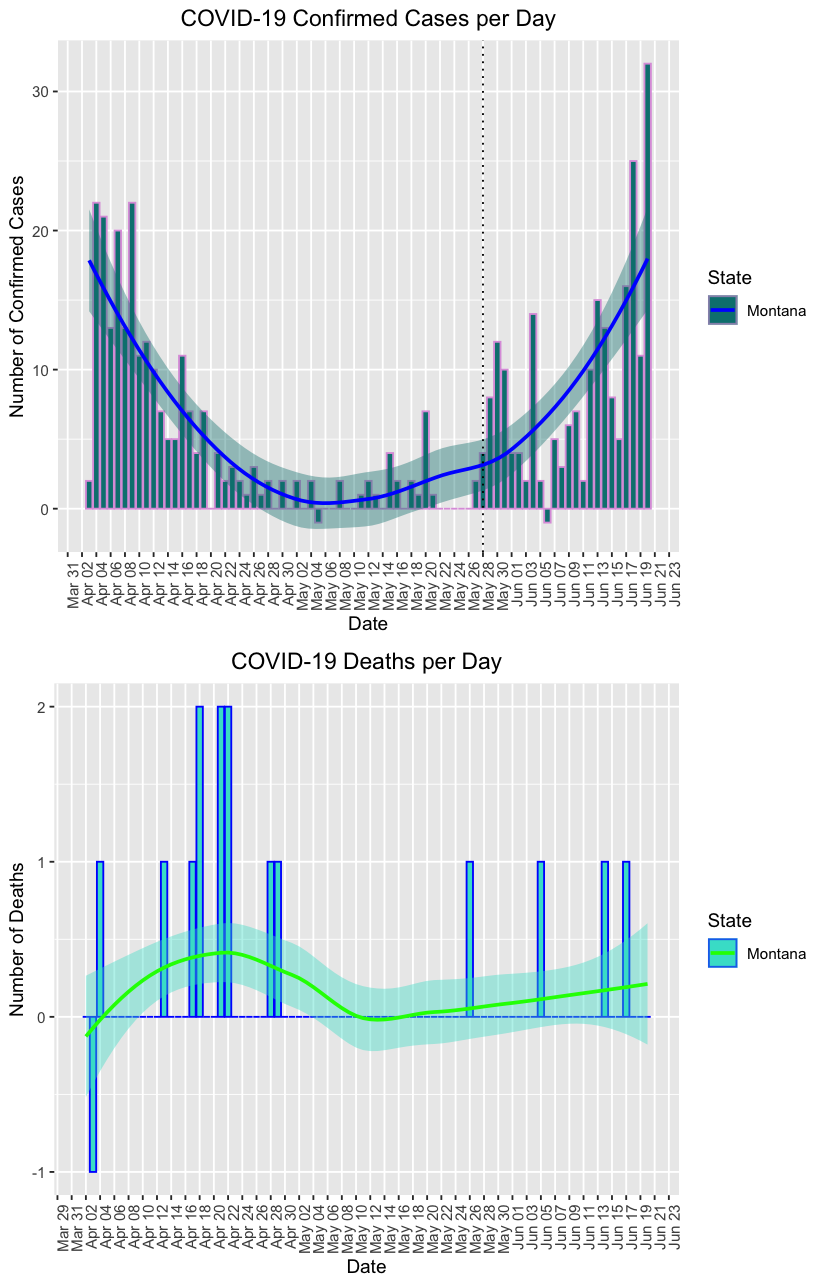 COVID-19 Confirmed Cases per Day
Number of Confirmed Cases
30
20
10
0
Mar 31
Apr 02
Apr 04
Apr 06
Apr 08
Apr 10
Apr 12
Apr 14
Apr 16
Apr 18
Apr 20
Apr 22
Apr 24
Apr 26
Apr 28
Apr 30
May 02
May 04
May 06
May 08
May 10
May 12
May 14
May 16
May 18
May 20
May 22
May 24
May 26
May 28
May 30
Jun 01
Jun 03
Jun 05
Jun 07
Jun 09
Jun 11
Jun 13
Jun 15
Jun 17
Jun 19
Jun 21
Jun 23
Date
State
Montana
COVID-19 Deaths per Day
Number of Deaths
2
1
0
-1
Mar 29
Mar 31
Apr 02
Apr 04
Apr 06
Apr 08
Apr 10
Apr 12
Apr 14
Apr 16
Apr 18
Apr 20
Apr 22
Apr 24
Apr 26
Apr 28
Apr 30
May 02
May 04
May 06
May 08
May 10
May 12
May 14
May 16
May 18
May 20
May 22
May 24
May 26
May 28
May 30
Jun 01
Jun 03
Jun 05
Jun 07
Jun 09
Jun 11
Jun 13
Jun 15
Jun 17
Jun 19
Jun 21
Jun 23
Date
State
Montana